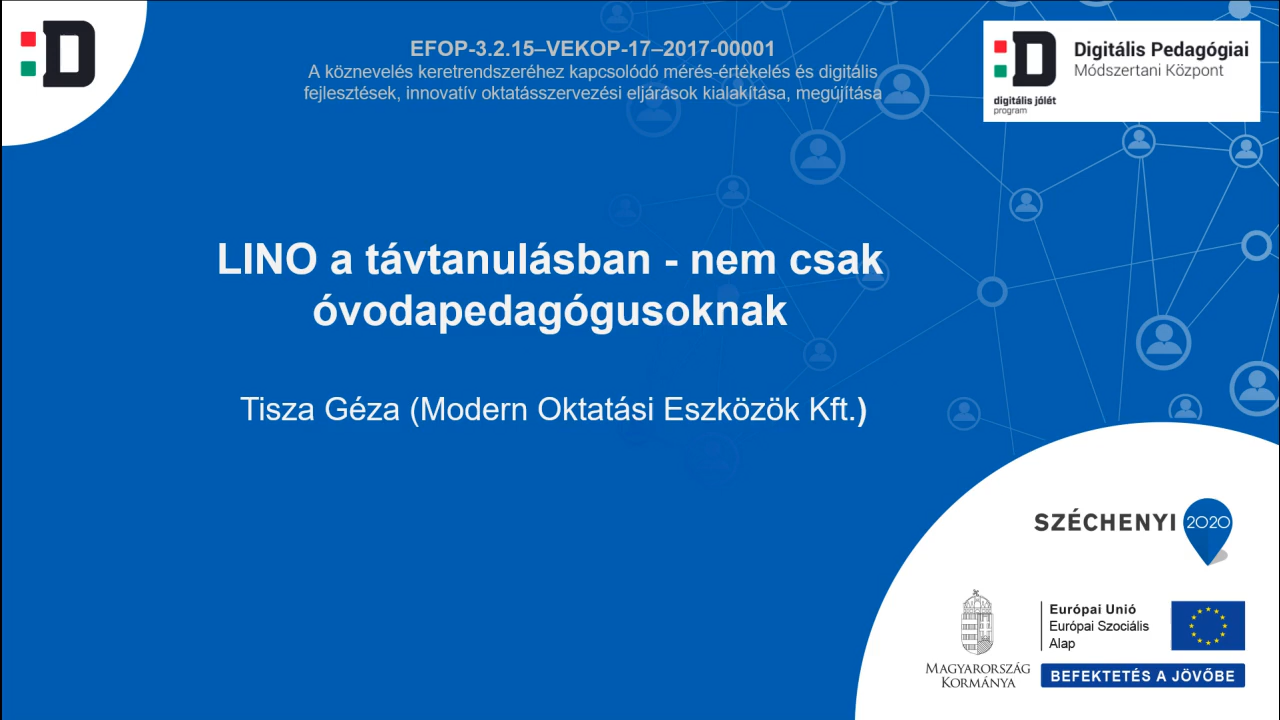 EFOP-3.2.15–VEKOP-17–2017-00001
A köznevelés keretrendszeréhez kapcsolódó mérés-értékelés és digitális
fejlesztések, innovatív oktatásszervezési eljárások kialakítása, megújítása
:D Digitális Pedagógiai
Módszertani Központ
digitális jólét
program
LINO a távtanulásban - nem csak
óvodapedagógusoknak
Tisza Géza (Modern Oktatási Eszközök Kft.)
SZÉCHENYI 2020
Európai Unió
Európai Szociális
Alap
MAGYARORSZÁG
KORMÁNYA
BEFEKTETÉS A JÖVŐBE